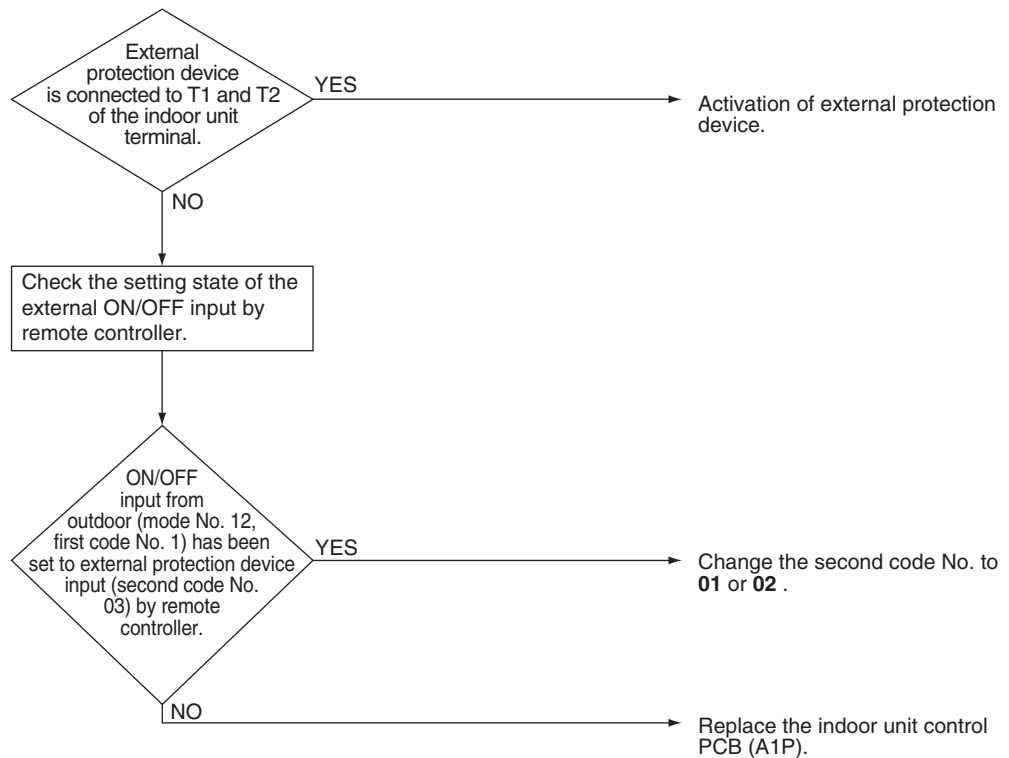 External
protection device
is connected to T1 and T2
of the indoor unit
terminal.
YES
Activation of external protection
device.
NO
Check the setting state of the
external ON/OFF input by
remote controller.
ON/OFF
input from
outdoor (mode No. 12,
first code No. 1) has been
set to external protection device
input (second code No.
03) by remote
controller.
YES
Change the second code No. to
01 or 02 .
NO
Replace the indoor unit control
PCB (A1P).